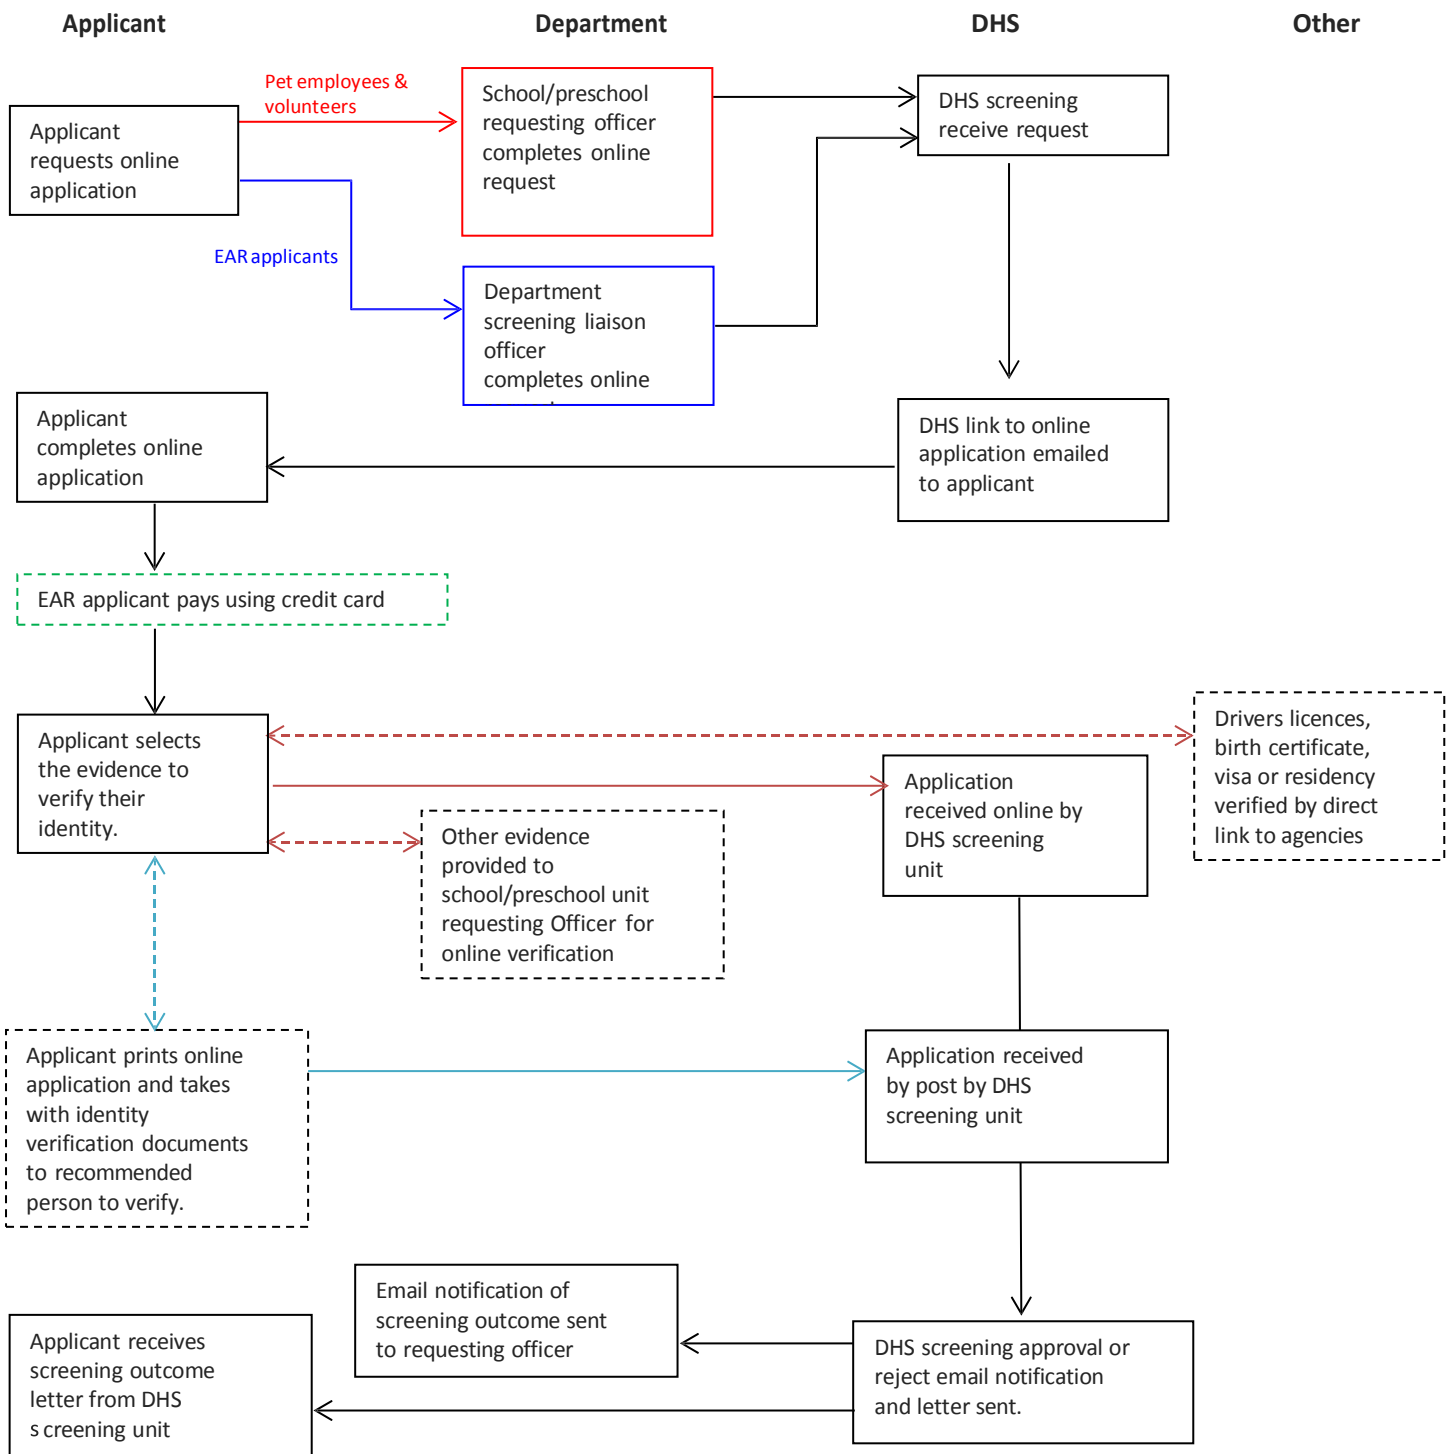 Applicant
Department
DHS
Other
Pet employees &
volunteers
Applicant
requests online
application
School/preschool
requesting officer
completes online
request
DHS screening
receive request
EAR applicants
Department
screening liaison
officer
completes online
Applicant
completes online
application
DHS link to online
application emailed
to applicant
EAR applicant pays using credit card
Applicant selects
the evidence to
verify their
identity.
Drivers licences,
birth certificate,
visa or residency
verified by direct
link to agencies
Application
received online by
DHS screening
unit
Other evidence
provided to
school/preschool unit
requesting Officer for
online verification
Applicant prints online
application and takes
with identity
verification documents
to recommended
person to verify.
Application received
by post by DHS
screening unit
Email notification of
screening outcome sent
to requesting officer
Applicant receives
screening outcome
letter from DHS
screening unit
DHS screening approval or
reject email notification
and letter sent.